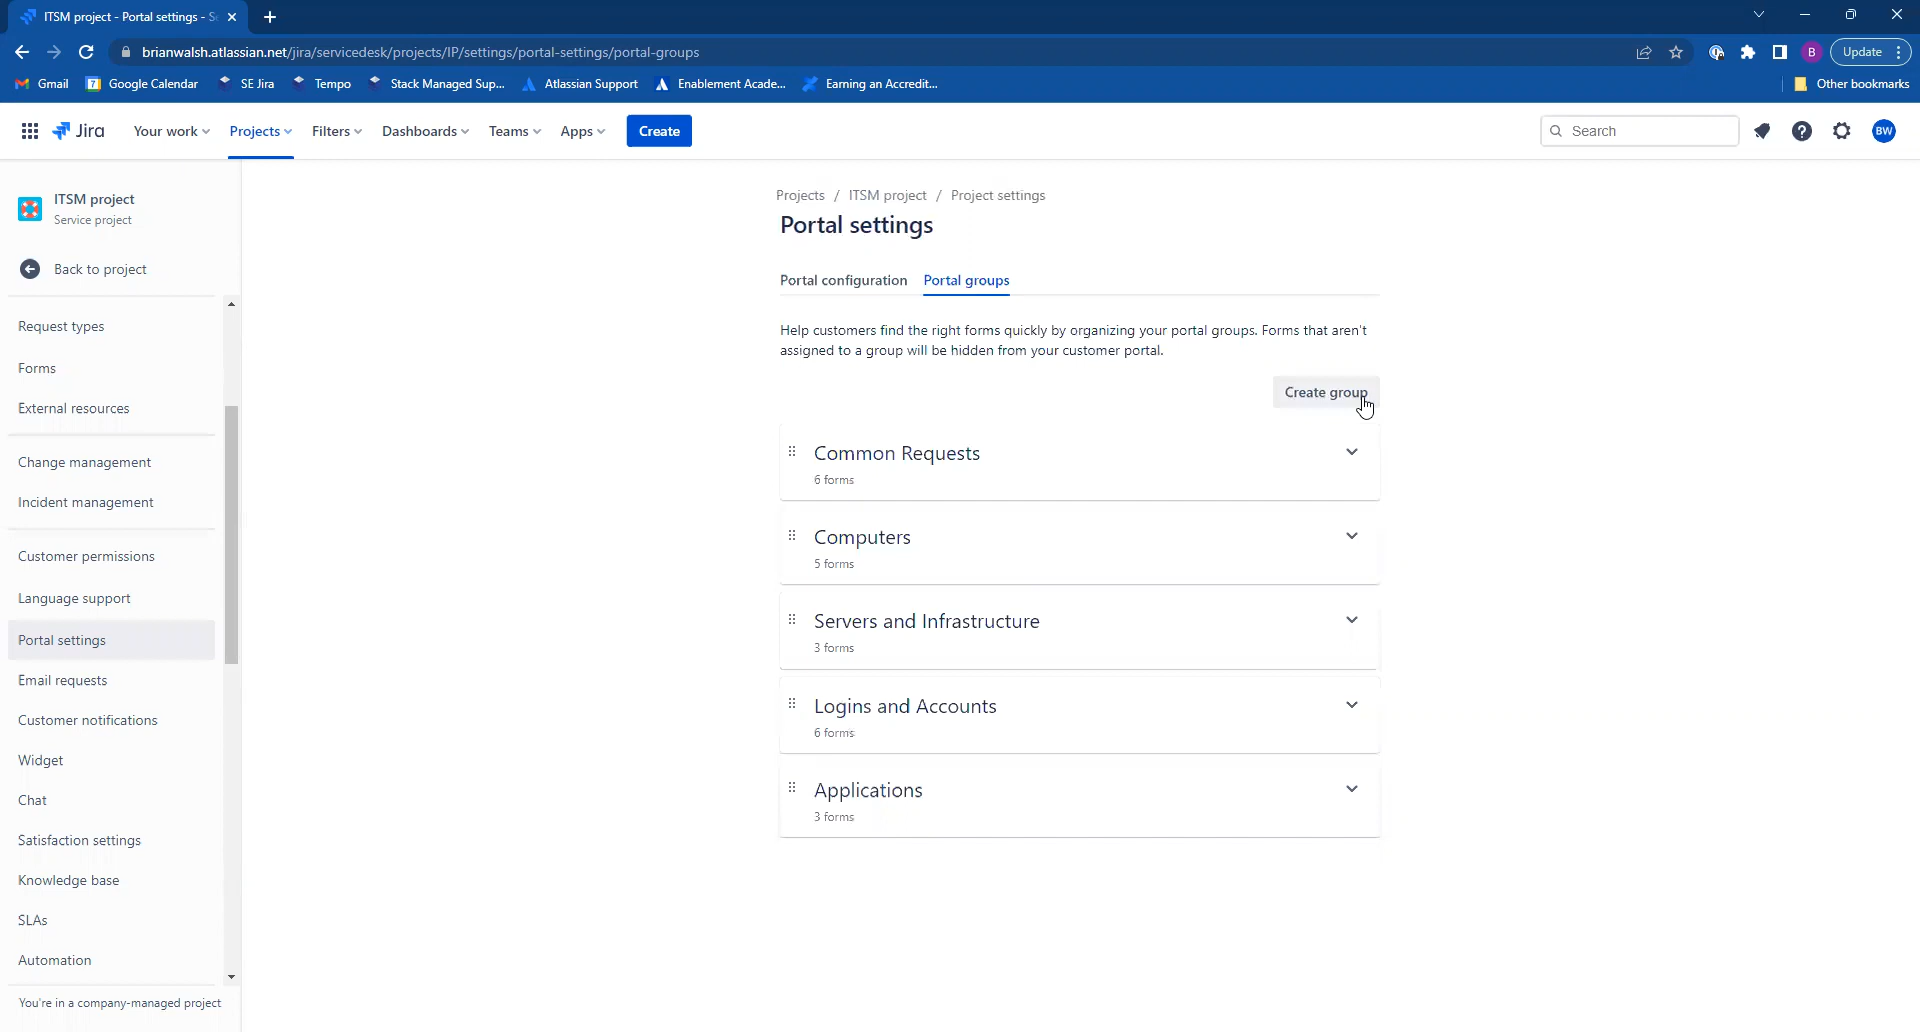 ITSM project - Portal settings - S
brianwalsh.atlassian.net/jira/servicedesk/projects/IP/settings/portal-settings/portal-groups
B
Update
Gmail
7
Google Calendar
SE Jira
Tempo
Stack Managed Sup...
Atlassian Support
Enablement Acade...
Earning an Accredit...
Other bookmarks
Jira
Your work
Projects
Filters
Dashboards
Teams
Apps
Create
Search
BW
ITSM project
Service project
Back to project
Request types
Forms
External resources
Change management
Incident management
Customer permissions
Language support
Portal settings
Email requests
Customer notifications
Widget
Chat
Satisfaction settings
Knowledge base
SLAs
Automation
You're in a company-managed project
Projects / ITSM project / Project settings
Portal settings
Portal configuration
Portal groups
Help customers find the right forms quickly by organizing your portal groups. Forms that aren't
assigned to a group will be hidden from your customer portal.
Create group
Common Requests
6 forms
Computers
5 forms
Servers and Infrastructure
3 forms
Logins and Accounts
6 forms
Applications
3 forms